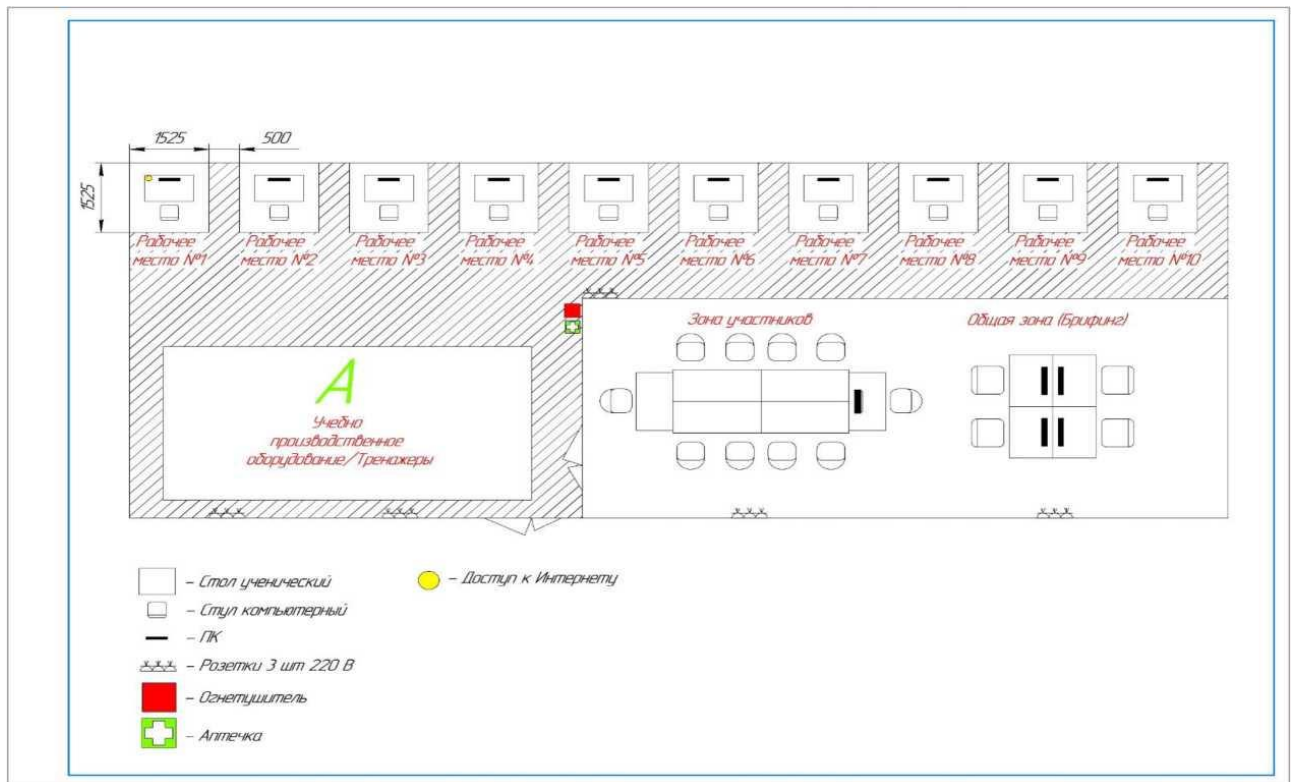 1525
500
1525
Рабочее
место №1
Рабочее
место №2
Рабочее
место №3
Рабочее
место №4
Рабочее
место №5
Рабочее
место №6
Рабочее
место №7
Рабочее
место №8
Рабочее
место №9
Рабочее
место №10
Зона участников
Общая зона (Брифинг)
А
Учебно
производственное
оборудование/Тренажеры
– Стол ученический
– Доступ к Интернету
– Стул компьютерный
– ПК
– Розетки 3 шт 220 В
– Огнетушитель
– Аптечка